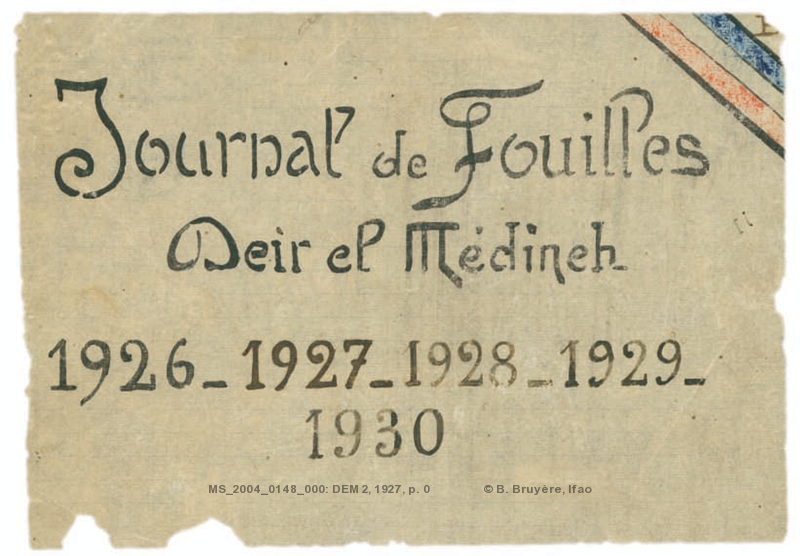 Journal de Fouilles
Deir el Médineh
1926_1927_1928_1929_
1930
MS_2004_0148_000: DEM 2, 1927, p. 0 © B. Bruyère, Ifao